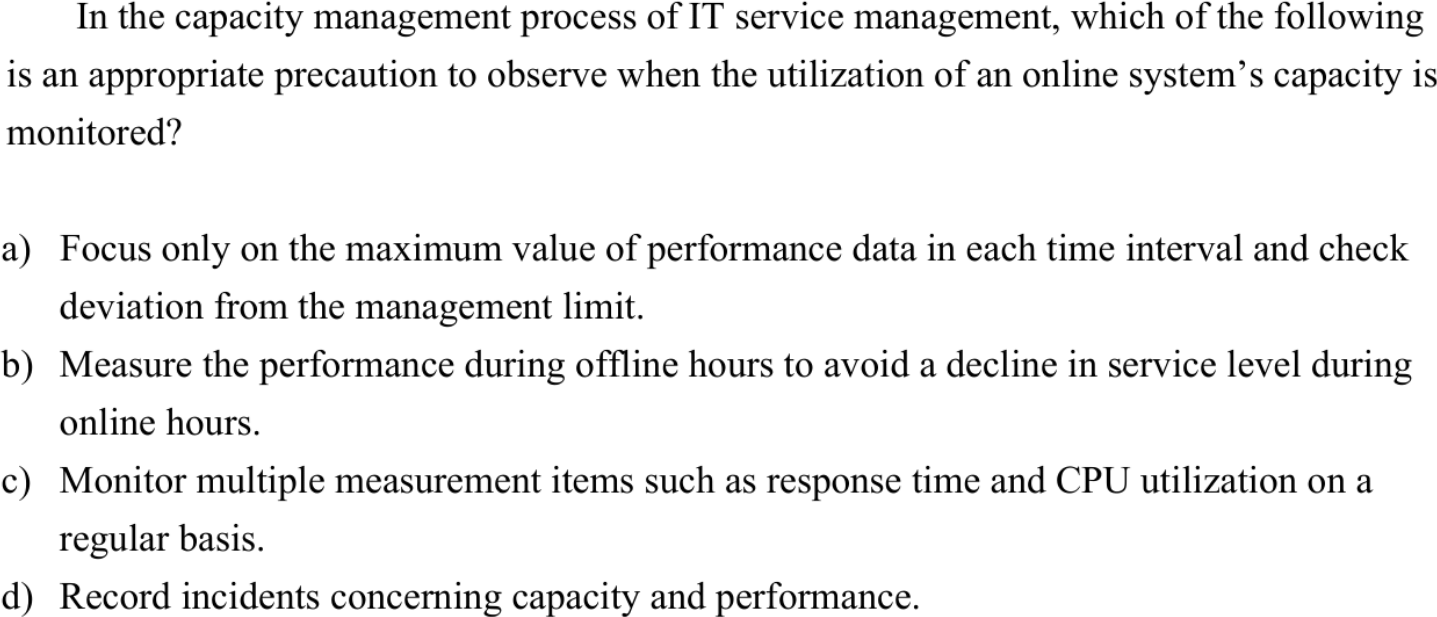 In the capacity management process of IT service management, which of the following
is an appropriate precaution to observe when the utilization of an online system’s capacity is
monitored?
a) Focus only on the maximum value of performance data in each time interval and check
deviation from the management limit.
b) Measure the performance during offline hours to avoid a decline in service level during
online hours.
c) Monitor multiple measurement items such as response time and CPU utilization on a
regular basis.
d) Record incidents concerning capacity and performance.